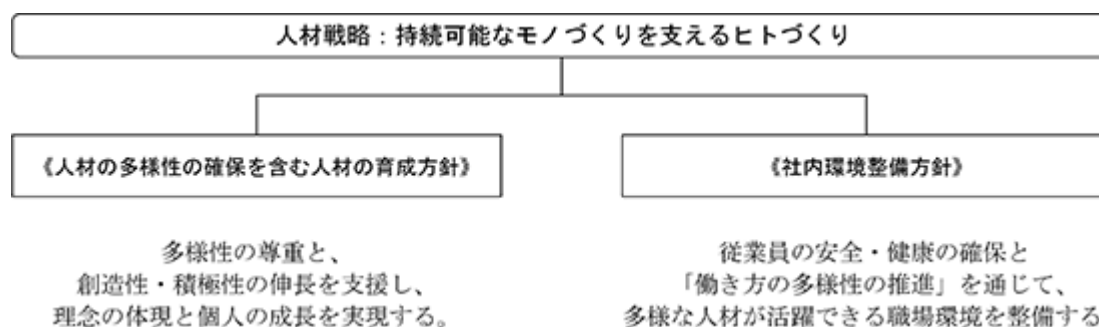 人材戦略：持続可能なモノづくりを支えるヒトづくり
《人材の多様性の確保を含む人材の育成方針》
《社内環境整備方針》
多様性の尊重と、
創造性・積極性の伸長を支援し、
理念の体現と個人の成長を実現する。
従業員の安全・健康の確保と
「働き方の多様性の推進」を通じて、
多様な人材が活躍できる職場環境を整備する